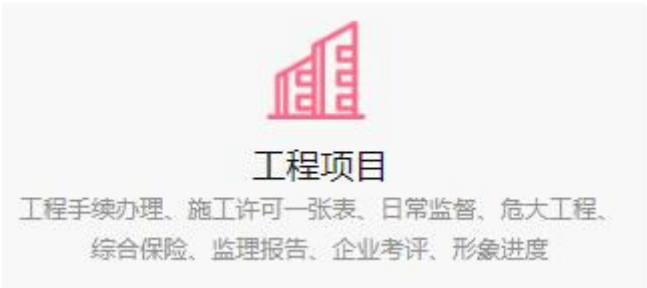 工程项目
工程手续办理、施工许可一张表、日常监督、危大工程、
综合保险、监理报告、企业考评、形象进度